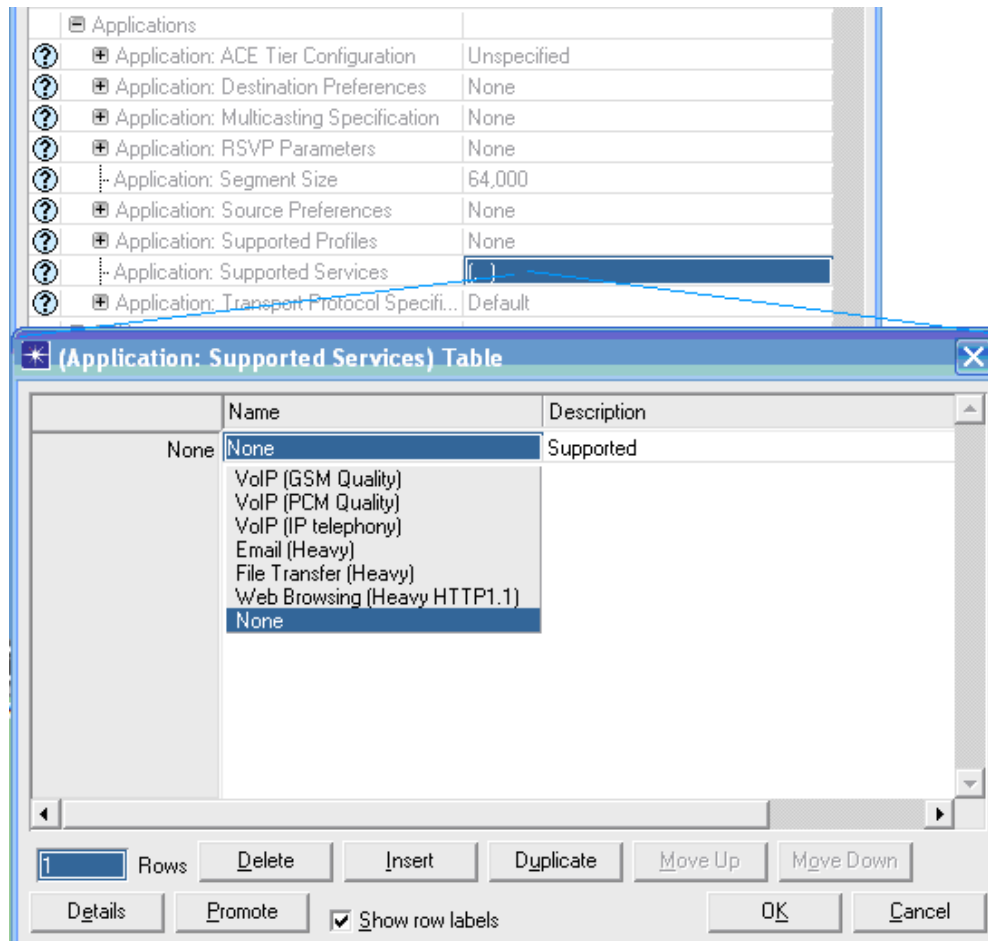 Applications
Application: ACE Tier Configuration Unspecified
Application: Destination Preferences None
Application: Multicasting Specification None
Application: RSVP Parameters None
Application: Segment Size 64,000
Application: Source Preferences None
Application: Supported Profiles None
Application: Supported Services (...)
Application: Transport Protocol Specifi... Default
(Application: Supported Services) Table
Name Description
None None Supported
VoIP (GSM Quality)
VoIP (PCM Quality)
VoIP (IP telephony)
Email (Heavy)
File Transfer (Heavy)
Web Browsing (Heavy HTTP1.1)
None
1 Rows Delete Insert Duplicate Move Up Move Down
Details Promote Show row labels OK Cancel